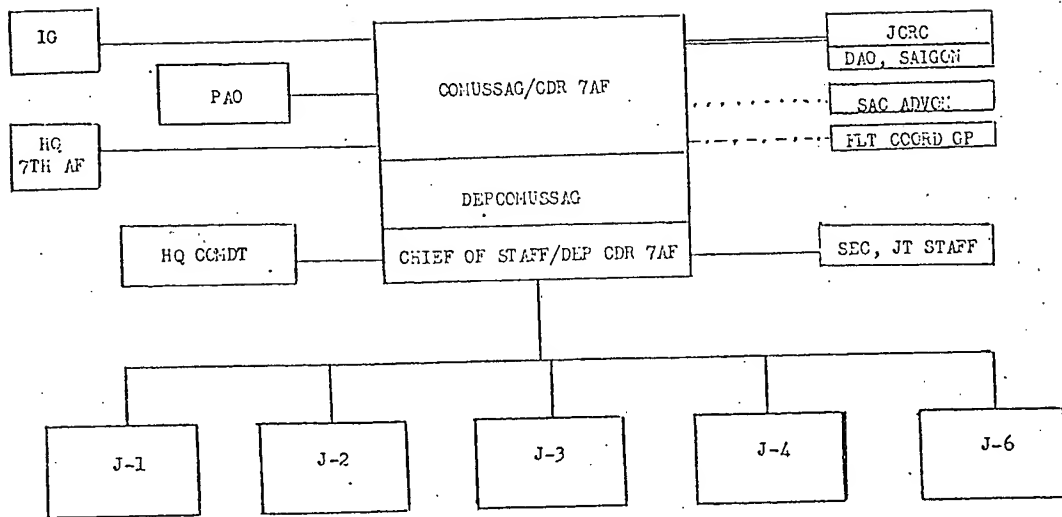 IG
JCRC
DAO, SAIGON
PAO
COMUSSAG/CDR 7AF
SAC ADVON
HQ
7TH AF
FLT COORD GP
DEPCOMUSSAG
HQ COMDT
CHIEF OF STAFF/DEP CDR 7AF
SEC, JT STAFF
J-1
J-2
J-3
J-4
J-6